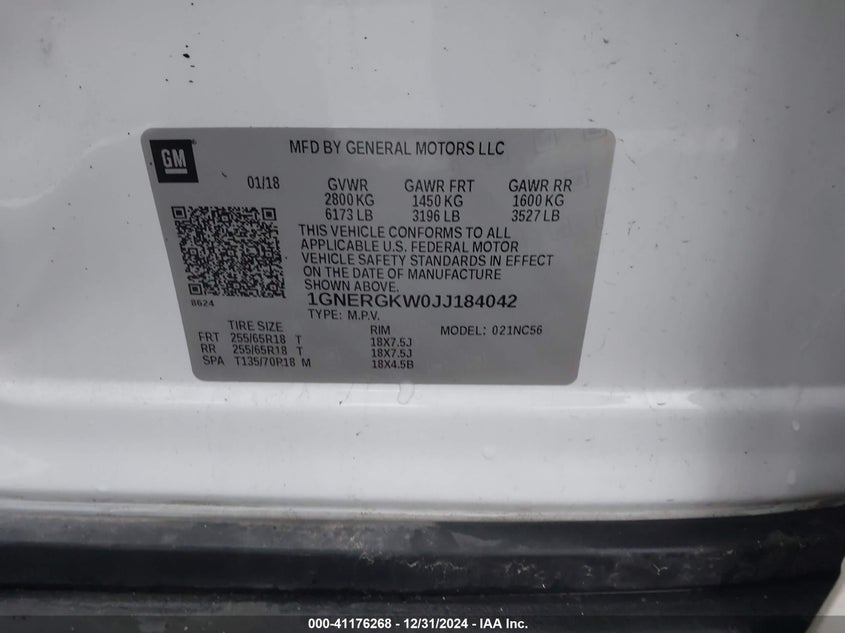 GM
MFD BY GENERAL MOTORS LLC
01/18 GVWR GAWR FRT GAWR RR
2800 KG 1450 KG 1600 KG
6173 LB 3196 LB 3527 LB
THIS VEHICLE CONFORMS TO ALL
APPLICABLE U.S. FEDERAL MOTOR
VEHICLE SAFETY STANDARDS IN EFFECT
ON THE DATE OF MANUFACTURE
SHOWN ABOVE.
8624
1GNERGKW0JJ184042
TYPE: M.P.V.
TIRE SIZE RIM MODEL: 021NC56
FRT 255/65R18 T 18X7.5J
RR 255/65R18 T 18X7.5J
SPA T135/70R18 M 18X4.5B
000-41176268 - 12/31/2024 - IAA Inc.